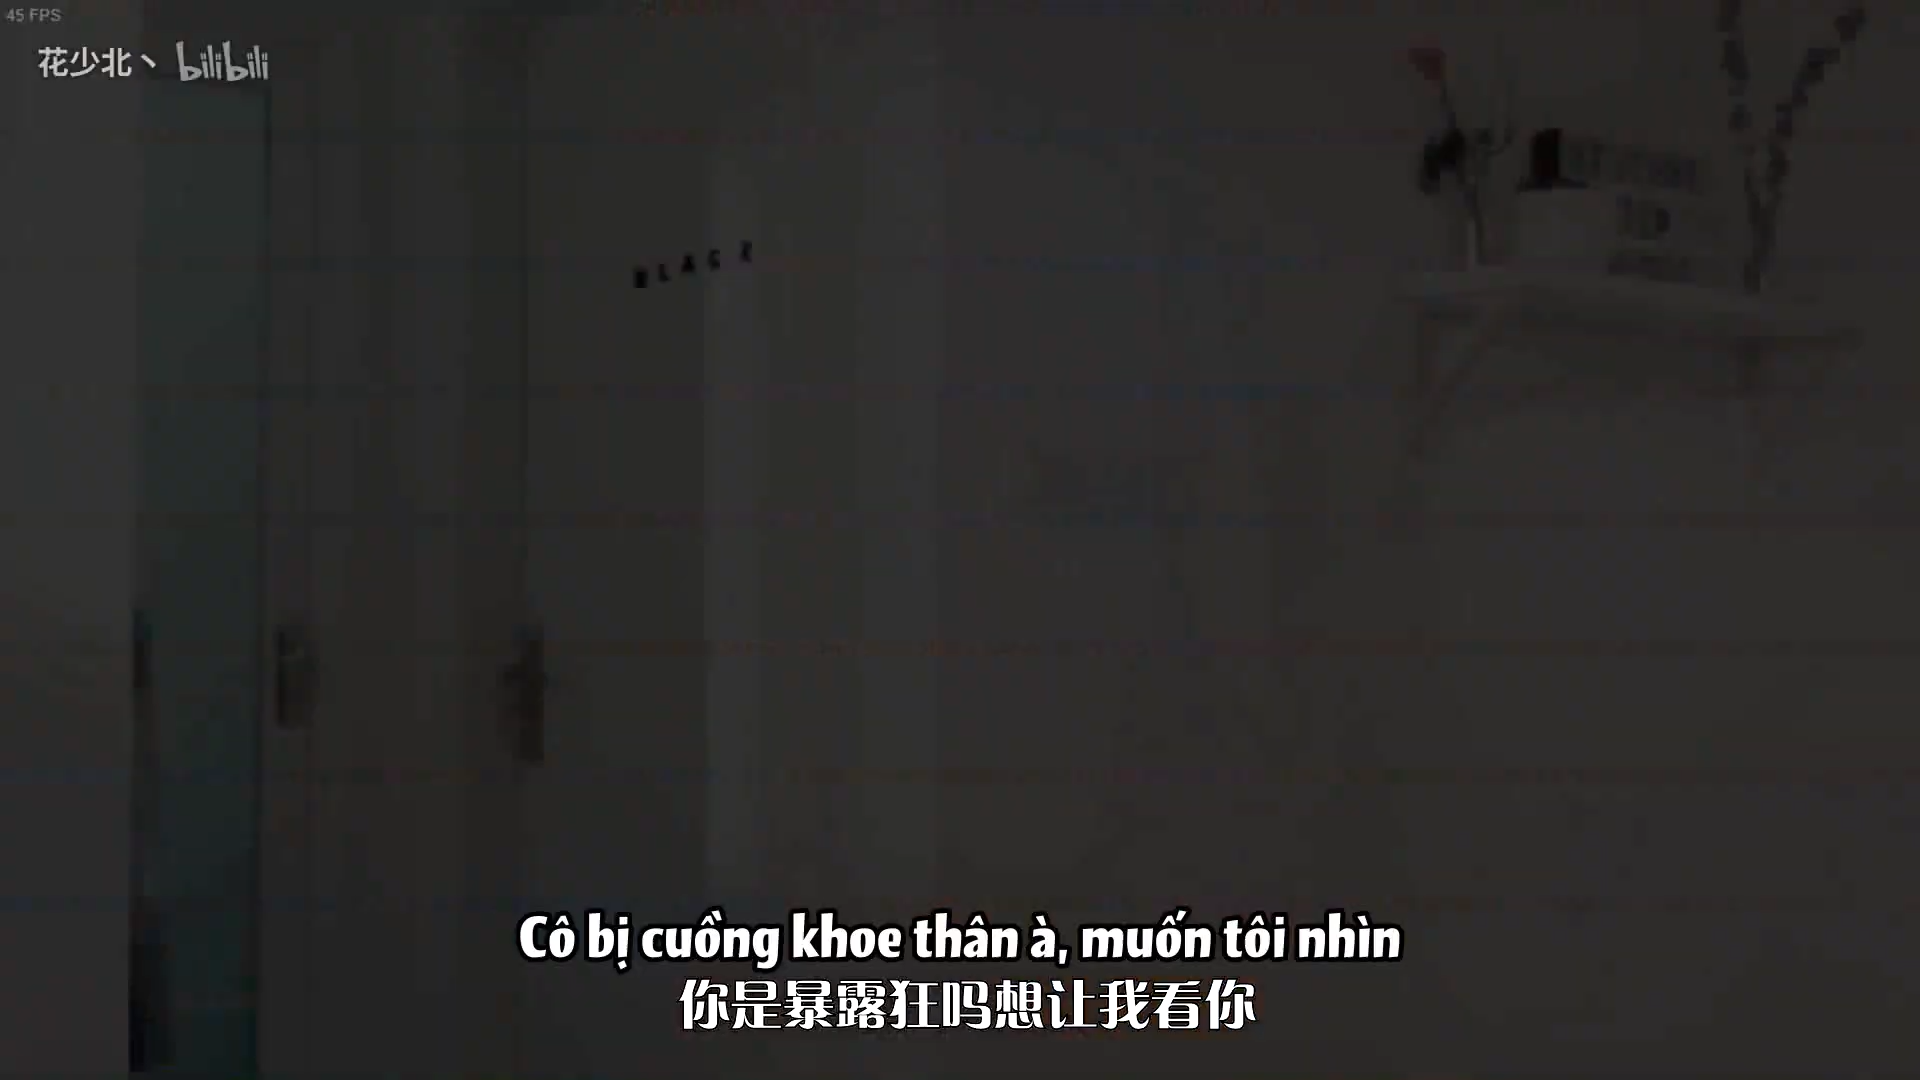 45 FPS
花少北丶 bilibili
BLACK
Cô bị cuồng khoe thân à, muốn tôi nhìn
你是暴露狂吗想让我看你